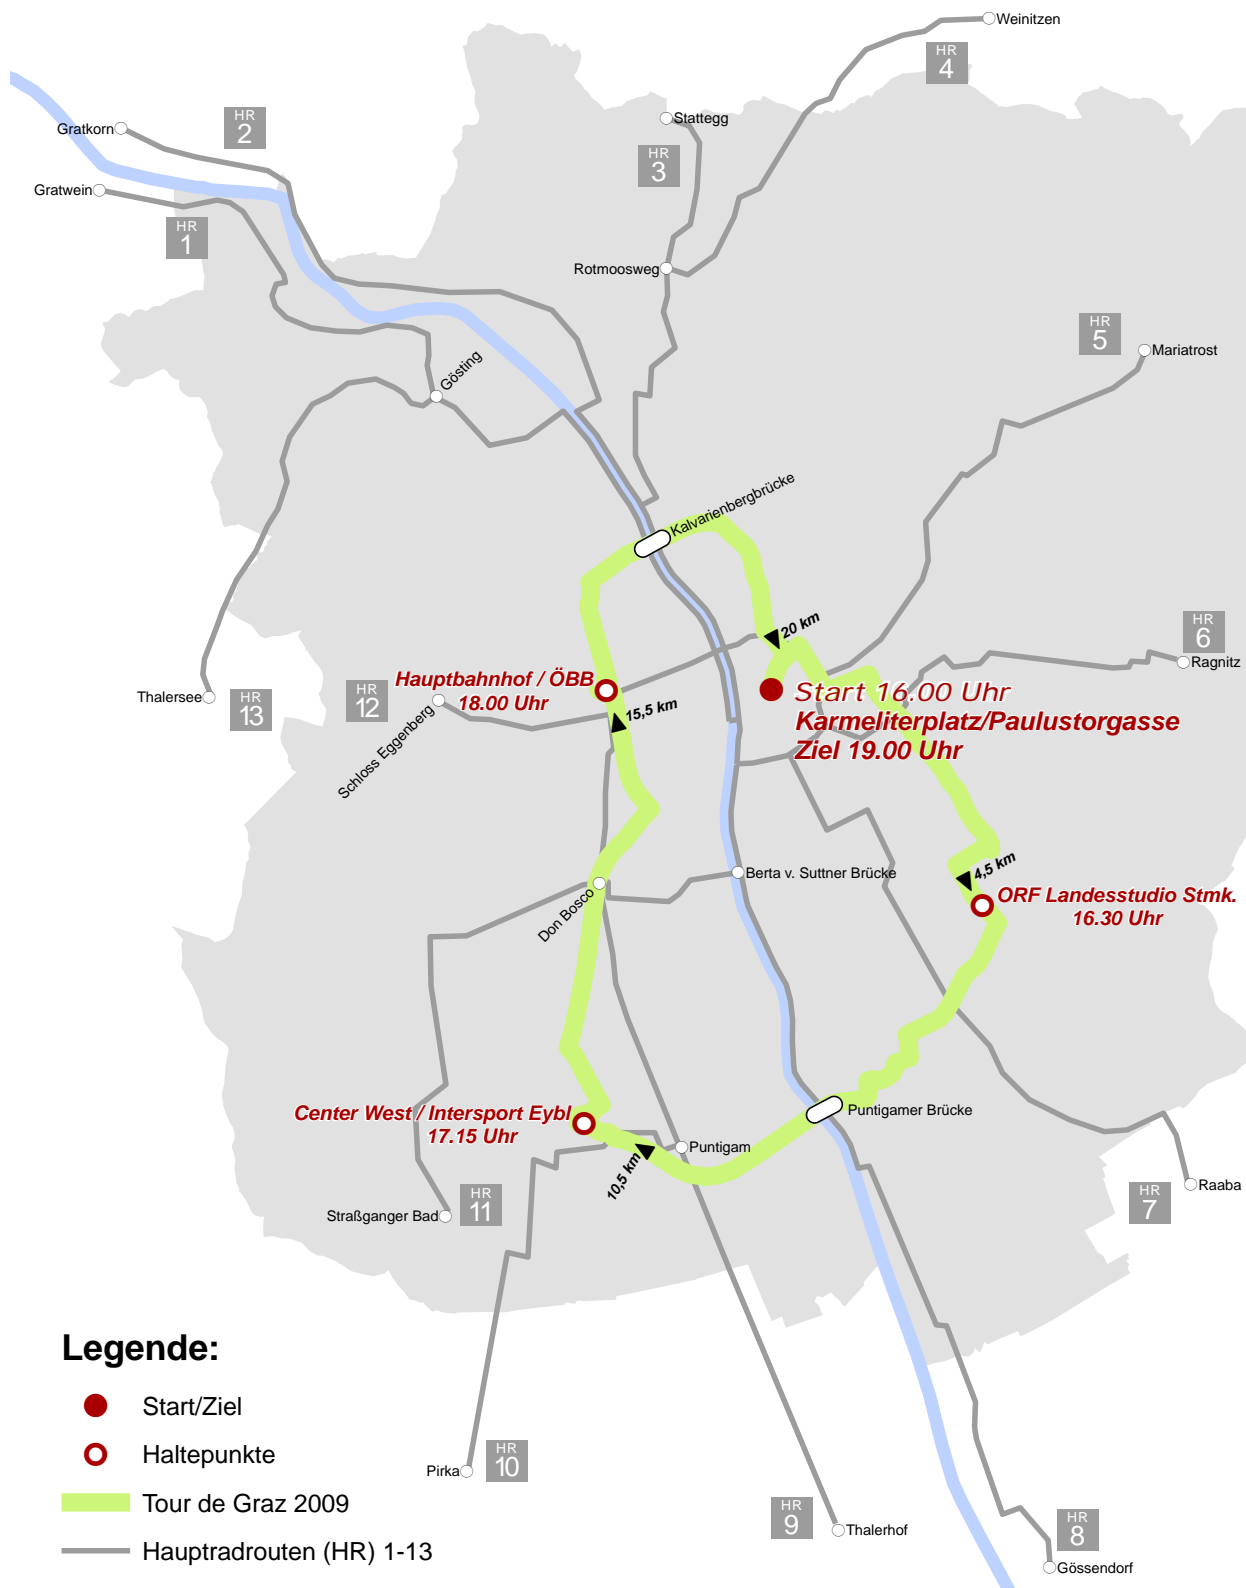 Weinitzen
HR
4
HR
2
Gratkorn
Stattegg
HR
3
Gratwein
HR
1
Rotmoosweg
HR
5
Mariatrost
Gösting
Kalvarienbergbrücke
20 km
HR
6
Ragnitz
Hauptbahnhof / ÖBB
18.00 Uhr
Thalersee
HR
13
HR
12
Schloss Eggenberg
15,5 km
Start 16.00 Uhr
Karmeliterplatz/Paulustorgasse
Ziel 19.00 Uhr
Berta v. Suttner Brücke
4,5 km
ORF Landesstudio Stmk.
16.30 Uhr
Don Bosco
Center West / Intersport Eybl
17.15 Uhr
Puntigamer Brücke
Puntigam
10,5 km
Straßganger Bad
HR
11
HR
7
Raaba
Legende:
Start/Ziel
Haltepunkte
Tour de Graz 2009
Hauptradrouten (HR) 1-13
Pirka
HR
10
HR
9
Thalerhof
HR
8
Gössendorf